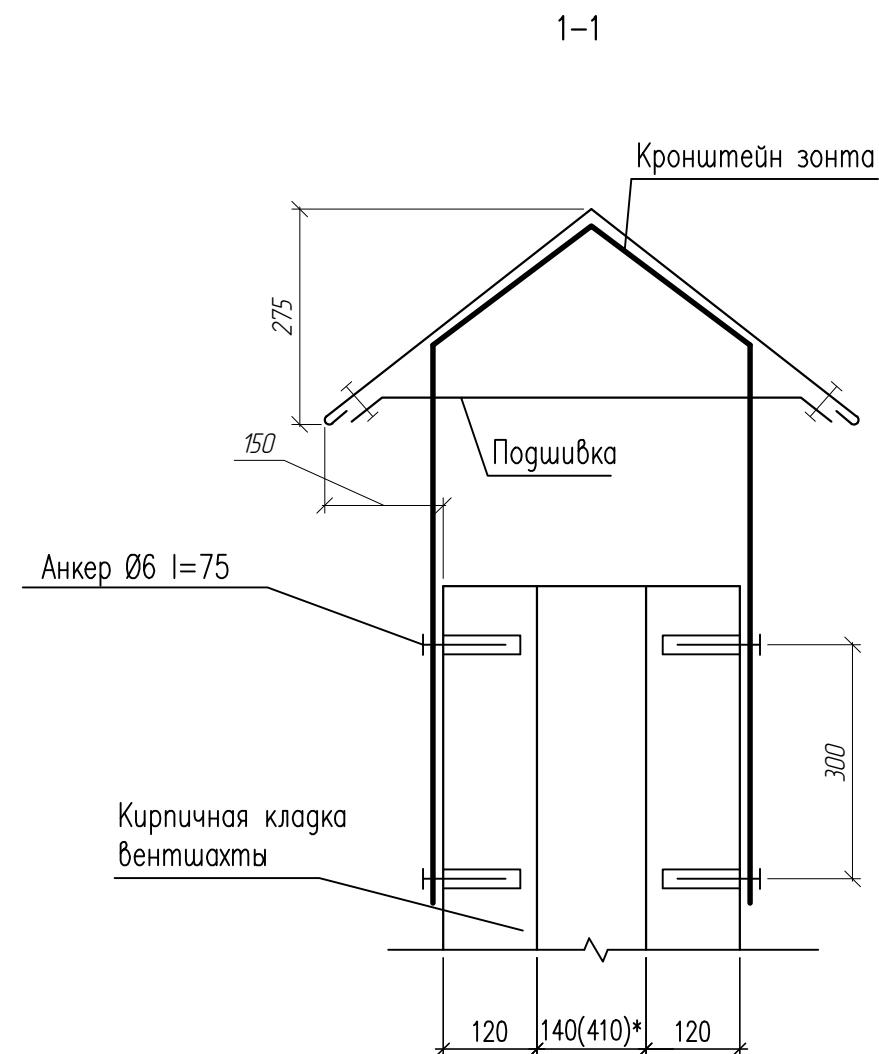 1-1
Кронштейн зонта
275
150
Подшивка
Анкер Ø6 l=75
300
Кирпичная кладка
вентшахты
120
140(410)*
120